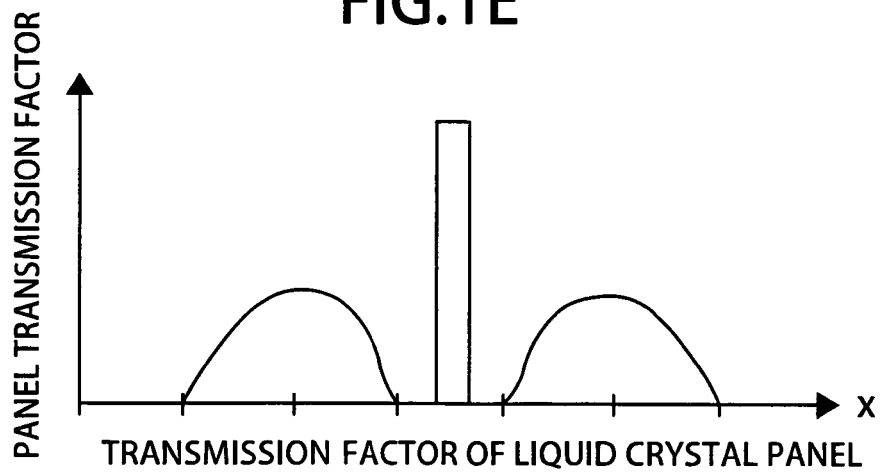 FIG.1E
PANEL TRANSMISSION FACTOR
X
TRANSMISSION FACTOR OF LIQUID CRYSTAL PANEL